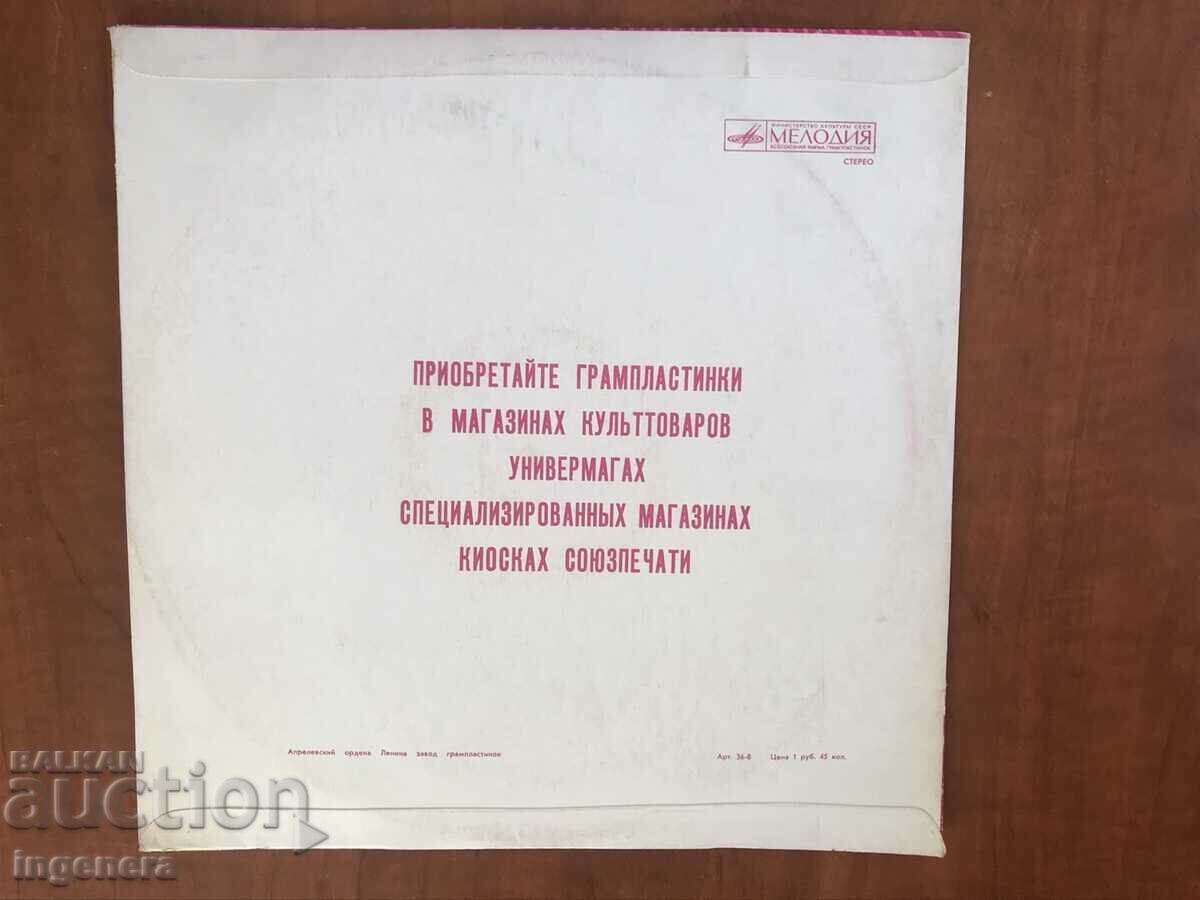 МИНИСТЕРСТВО КУЛЬТУРЫ СССР
МЕЛОДИЯ
ВСЕСОЮЗНАЯ ФИРМА ГРАМПЛАСТИНОК
СТЕРЕО
ПРИОБРЕТАЙТЕ ГРАМПЛАСТИНКИ
В МАГАЗИНАХ КУЛЬТТОВАРОВ
УНИВЕРМАГАХ
СПЕЦИАЛИЗИРОВАННЫХ МАГАЗИНАХ
КИОСКАХ СОЮЗПЕЧАТИ
Апрелевский ордена Ленина завод грампластинок
Арт. 36-8 Цена 1 руб. 45 коп.
BALKAN
auction
ingenera